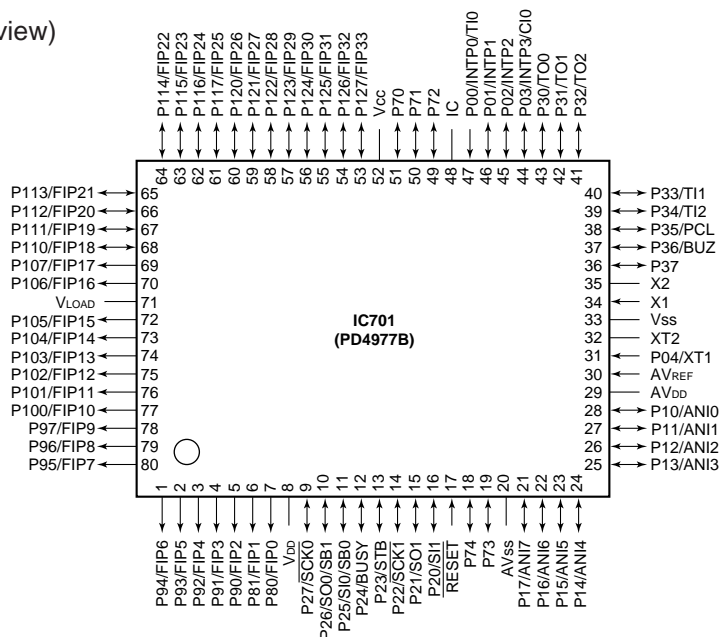 view)
P114/FIP22
P115/FIP23
P116/FIP24
P117/FIP25
P120/FIP26
P121/FIP27
P122/FIP28
P123/FIP29
P124/FIP30
P125/FIP31
P126/FIP32
P127/FIP33
Vcc
P70
P71
P72
IC
P00/INTP0/TI0
P01/INTP1
P02/INTP2
P03/INTP3/CI0
P30/TO0
P31/TO1
P32/TO2
64 63 62 61 60 59 58 57 56 55 54 53 52 51 50 49 48 47 46 45 44 43 42 41
P113/FIP21 65
P112/FIP20 66
P111/FIP19 67
P110/FIP18 68
P107/FIP17 69
P106/FIP16 70
VLOAD 71
P105/FIP15 72
P104/FIP14 73
P103/FIP13 74
P102/FIP12 75
P101/FIP11 76
P100/FIP10 77
P97/FIP9 78
P96/FIP8 79
P95/FIP7 80
IC701
(PD4977B)
40 P33/TI1
39 P34/TI2
38 P35/PCL
37 P36/BUZ
36 P37
35 X2
34 X1
33 Vss
32 XT2
31 P04/XT1
30 AVREF
29 AVDD
28 P10/ANI0
27 P11/ANI1
26 P12/ANI2
25 P13/ANI3
1 2 3 4 5 6 7 8 9 10 11 12 13 14 15 16 17 18 19 20 21 22 23 24
P94/FIP6
P93/FIP5
P92/FIP4
P91/FIP3
P90/FIP2
P81/FIP1
P80/FIP0
VDD
P27/SCK0
P26/SO0/SB1
P25/SI0/SB0
P24/BUSY
P23/STB
P22/SCK1
P21/SO1
P20/SI1
RESET
P74
P73
AVss
P17/ANI7
P16/ANI6
P15/ANI5
P14/ANI4